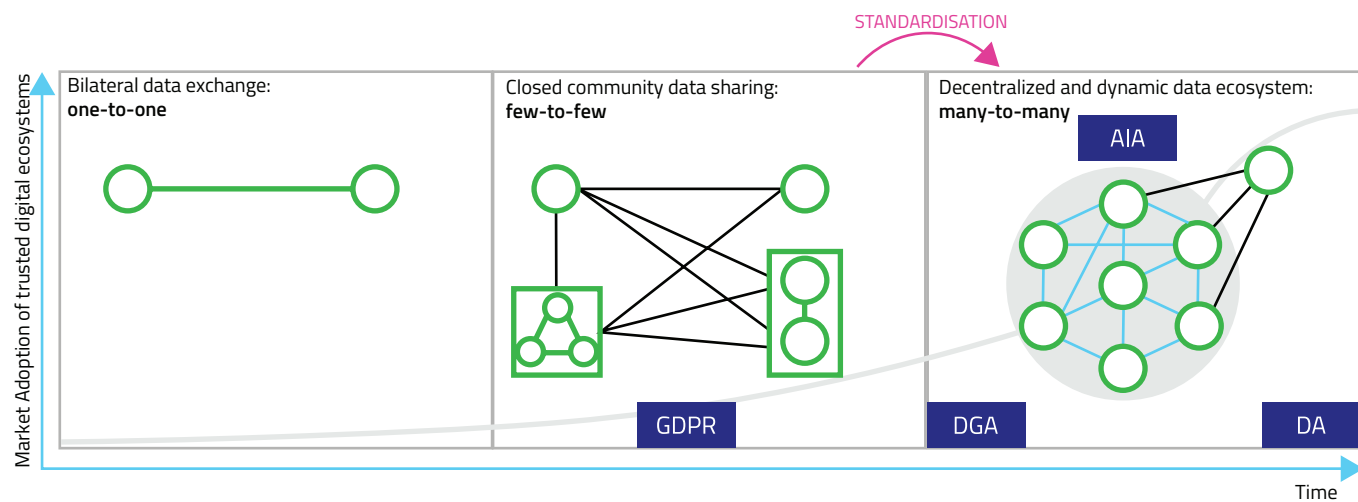 STANDARDISATION
Market Adoption of trusted digital ecosystems
Bilateral data exchange:
one-to-one
Closed community data sharing:
few-to-few
Decentralized and dynamic data ecosystem:
many-to-many
AIA
GDPR
DGA
DA
Time